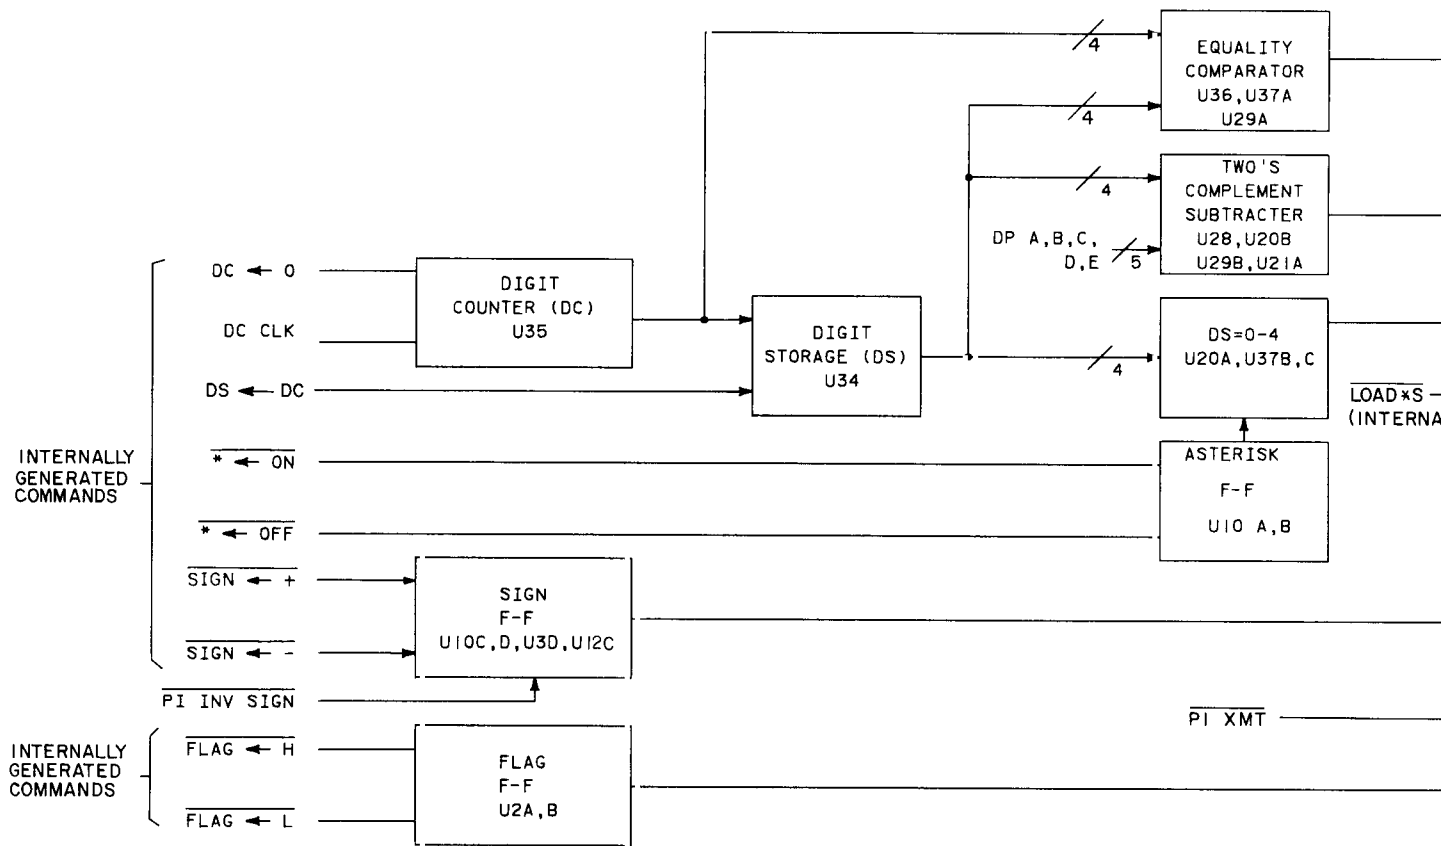 4
EQUALITY
COMPARATOR
U36,U37A
U29A
4
4
TWO'S
COMPLEMENT
SUBTRACTER
U28,U20B
U29B,U21A
DP A,B,C,
D,E
5
DC ← 0
DC CLK
DS ← DC
DIGIT
COUNTER (DC)
U35
DIGIT
STORAGE (DS)
U34
4
DS=0-4
U20A,U37B,C
LOAD*S
(INTERNA
INTERNALLY
GENERATED
COMMANDS
* ← ON
* ← OFF
ASTERISK
F-F
U10 A,B
SIGN ← +
SIGN ← -
SIGN
F-F
U10C,D,U3D,U12C
PI INV SIGN
PI XMT
INTERNALLY
GENERATED
COMMANDS
FLAG ← H
FLAG ← L
FLAG
F-F
U2A,B